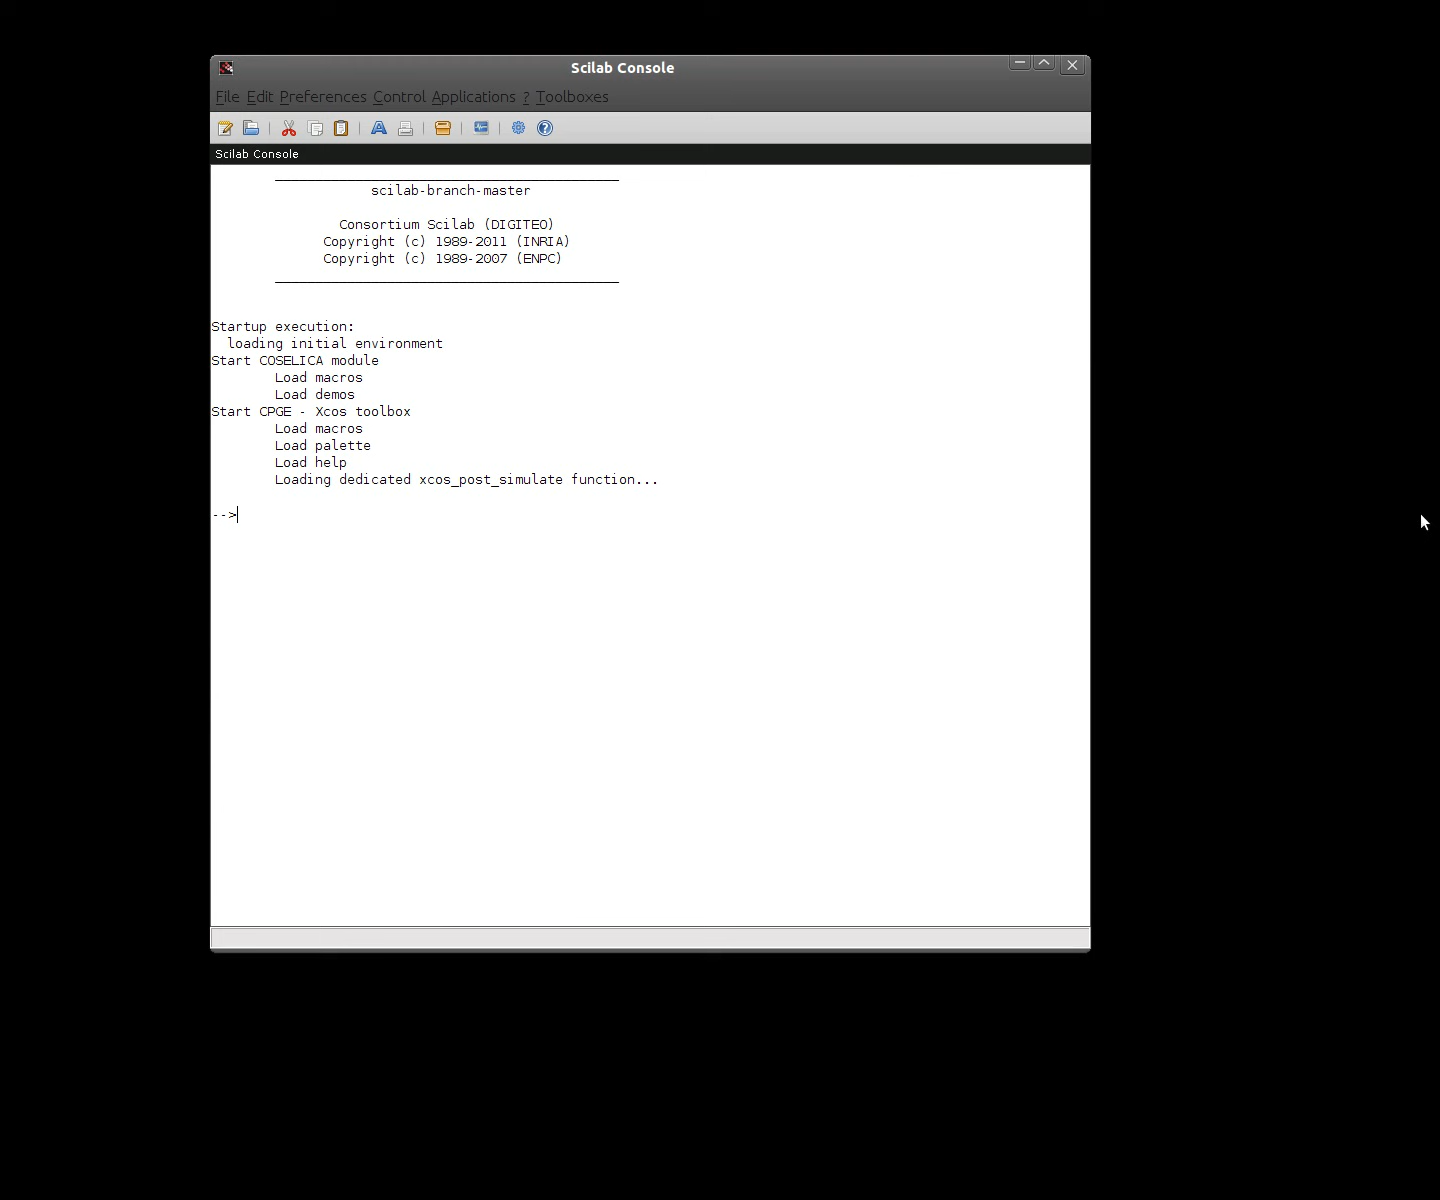 Scilab Console
File Edit Preferences Control Applications ? Toolboxes
Scilab Console
scilab-branch-master
Consortium Scilab (DIGITEO)
Copyright (c) 1989-2011 (INRIA)
Copyright (c) 1989-2007 (ENPC)
Startup execution:
loading initial environment
Start COSELICA module
Load macros
Load demos
Start CPGE - Xcos toolbox
Load macros
Load palette
Load help
Loading dedicated xcos_post_simulate function...
-->